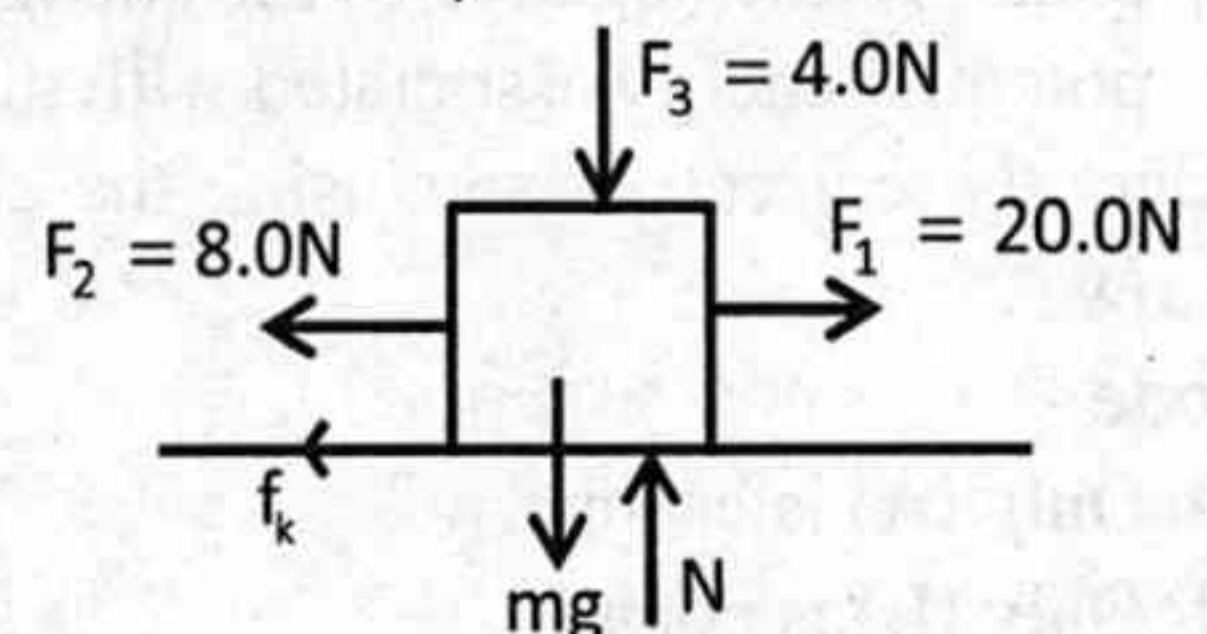 F₃ = 4.0N
F₂ = 8.0N
F₁ = 20.0N
fₖ
mg
N